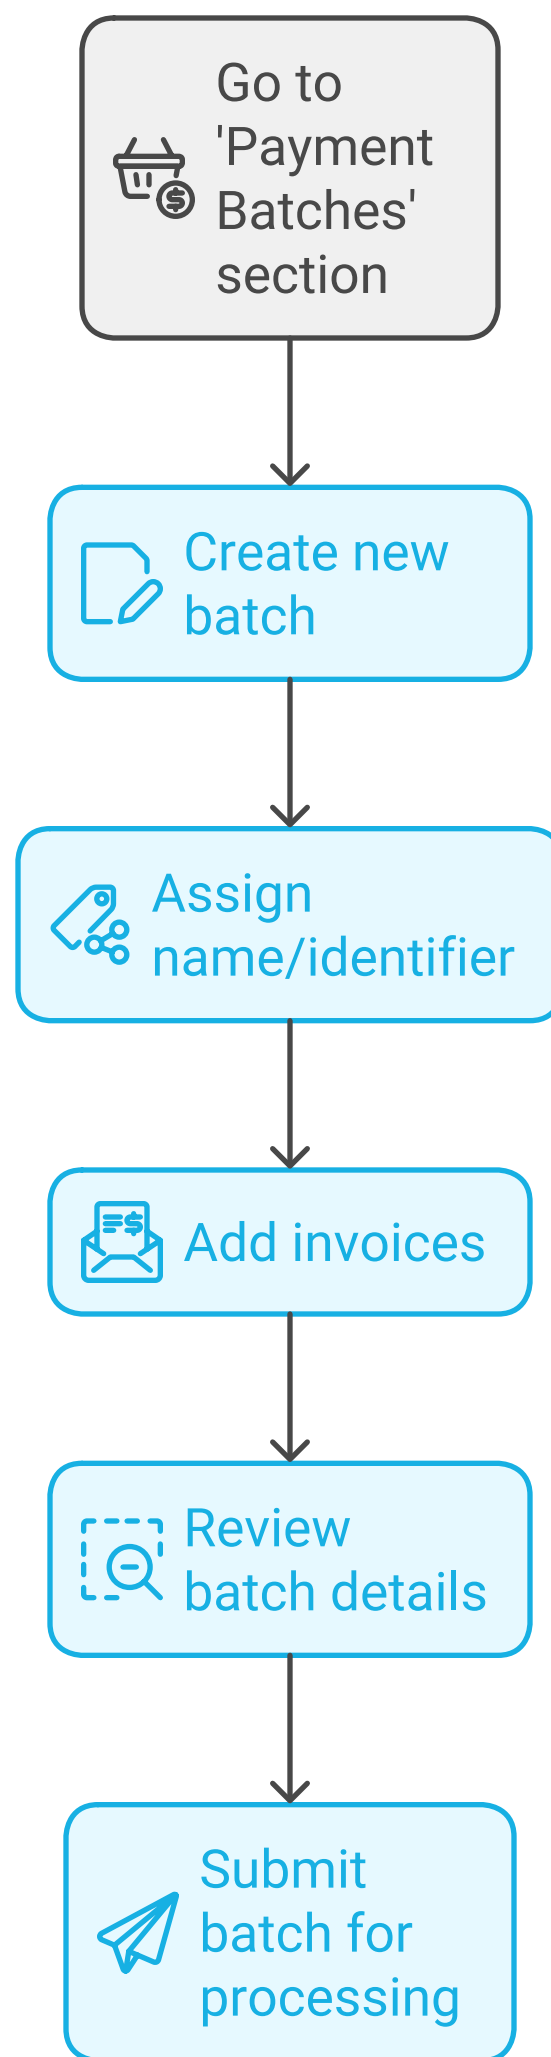 Go to
'Payment
Batches'
section
Create new
batch
Assign
name/identifier
Add invoices
Review
batch details
Submit
batch for
processing